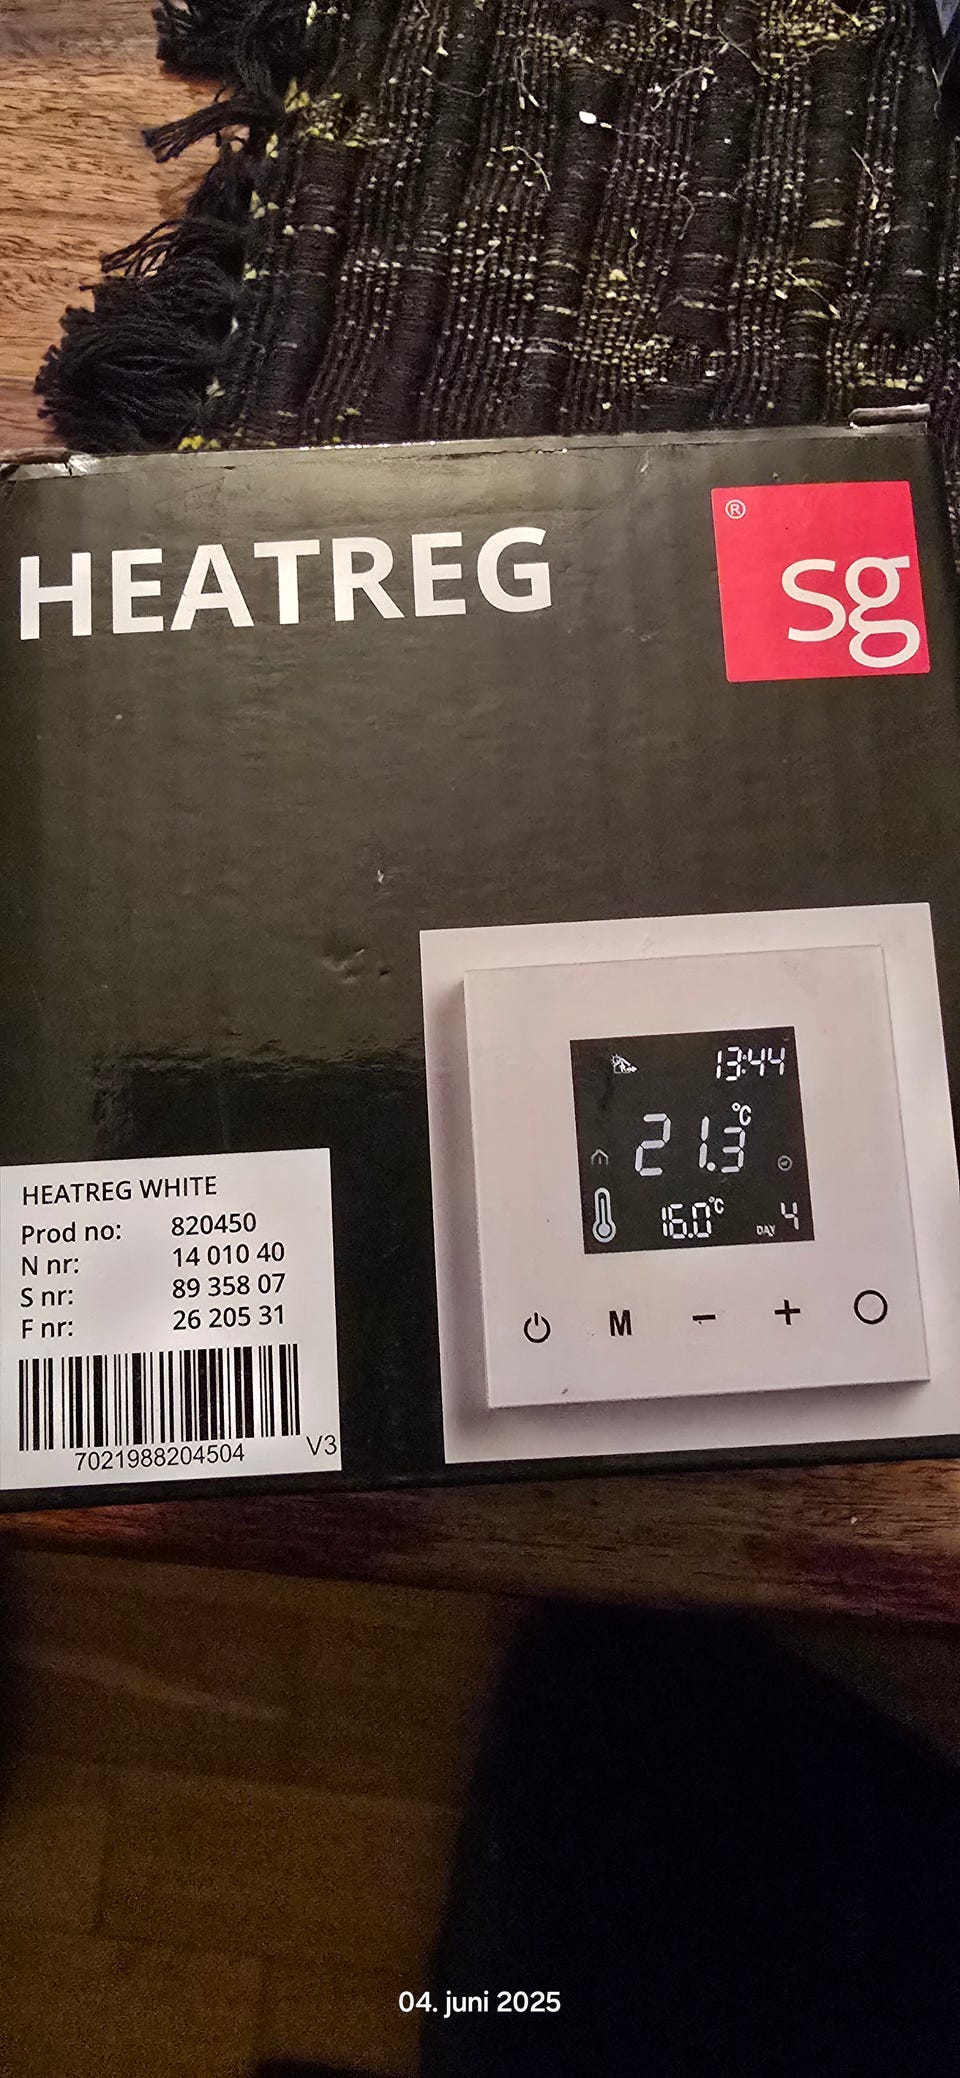 HEATREG
®
sg
13:44
21.3 °C
16.0 °C DAY 4
M − +
HEATREG WHITE
Prod no: 820450
N nr: 14 010 40
S nr: 89 358 07
F nr: 26 205 31
7021988204504
V3
04. juni 2025